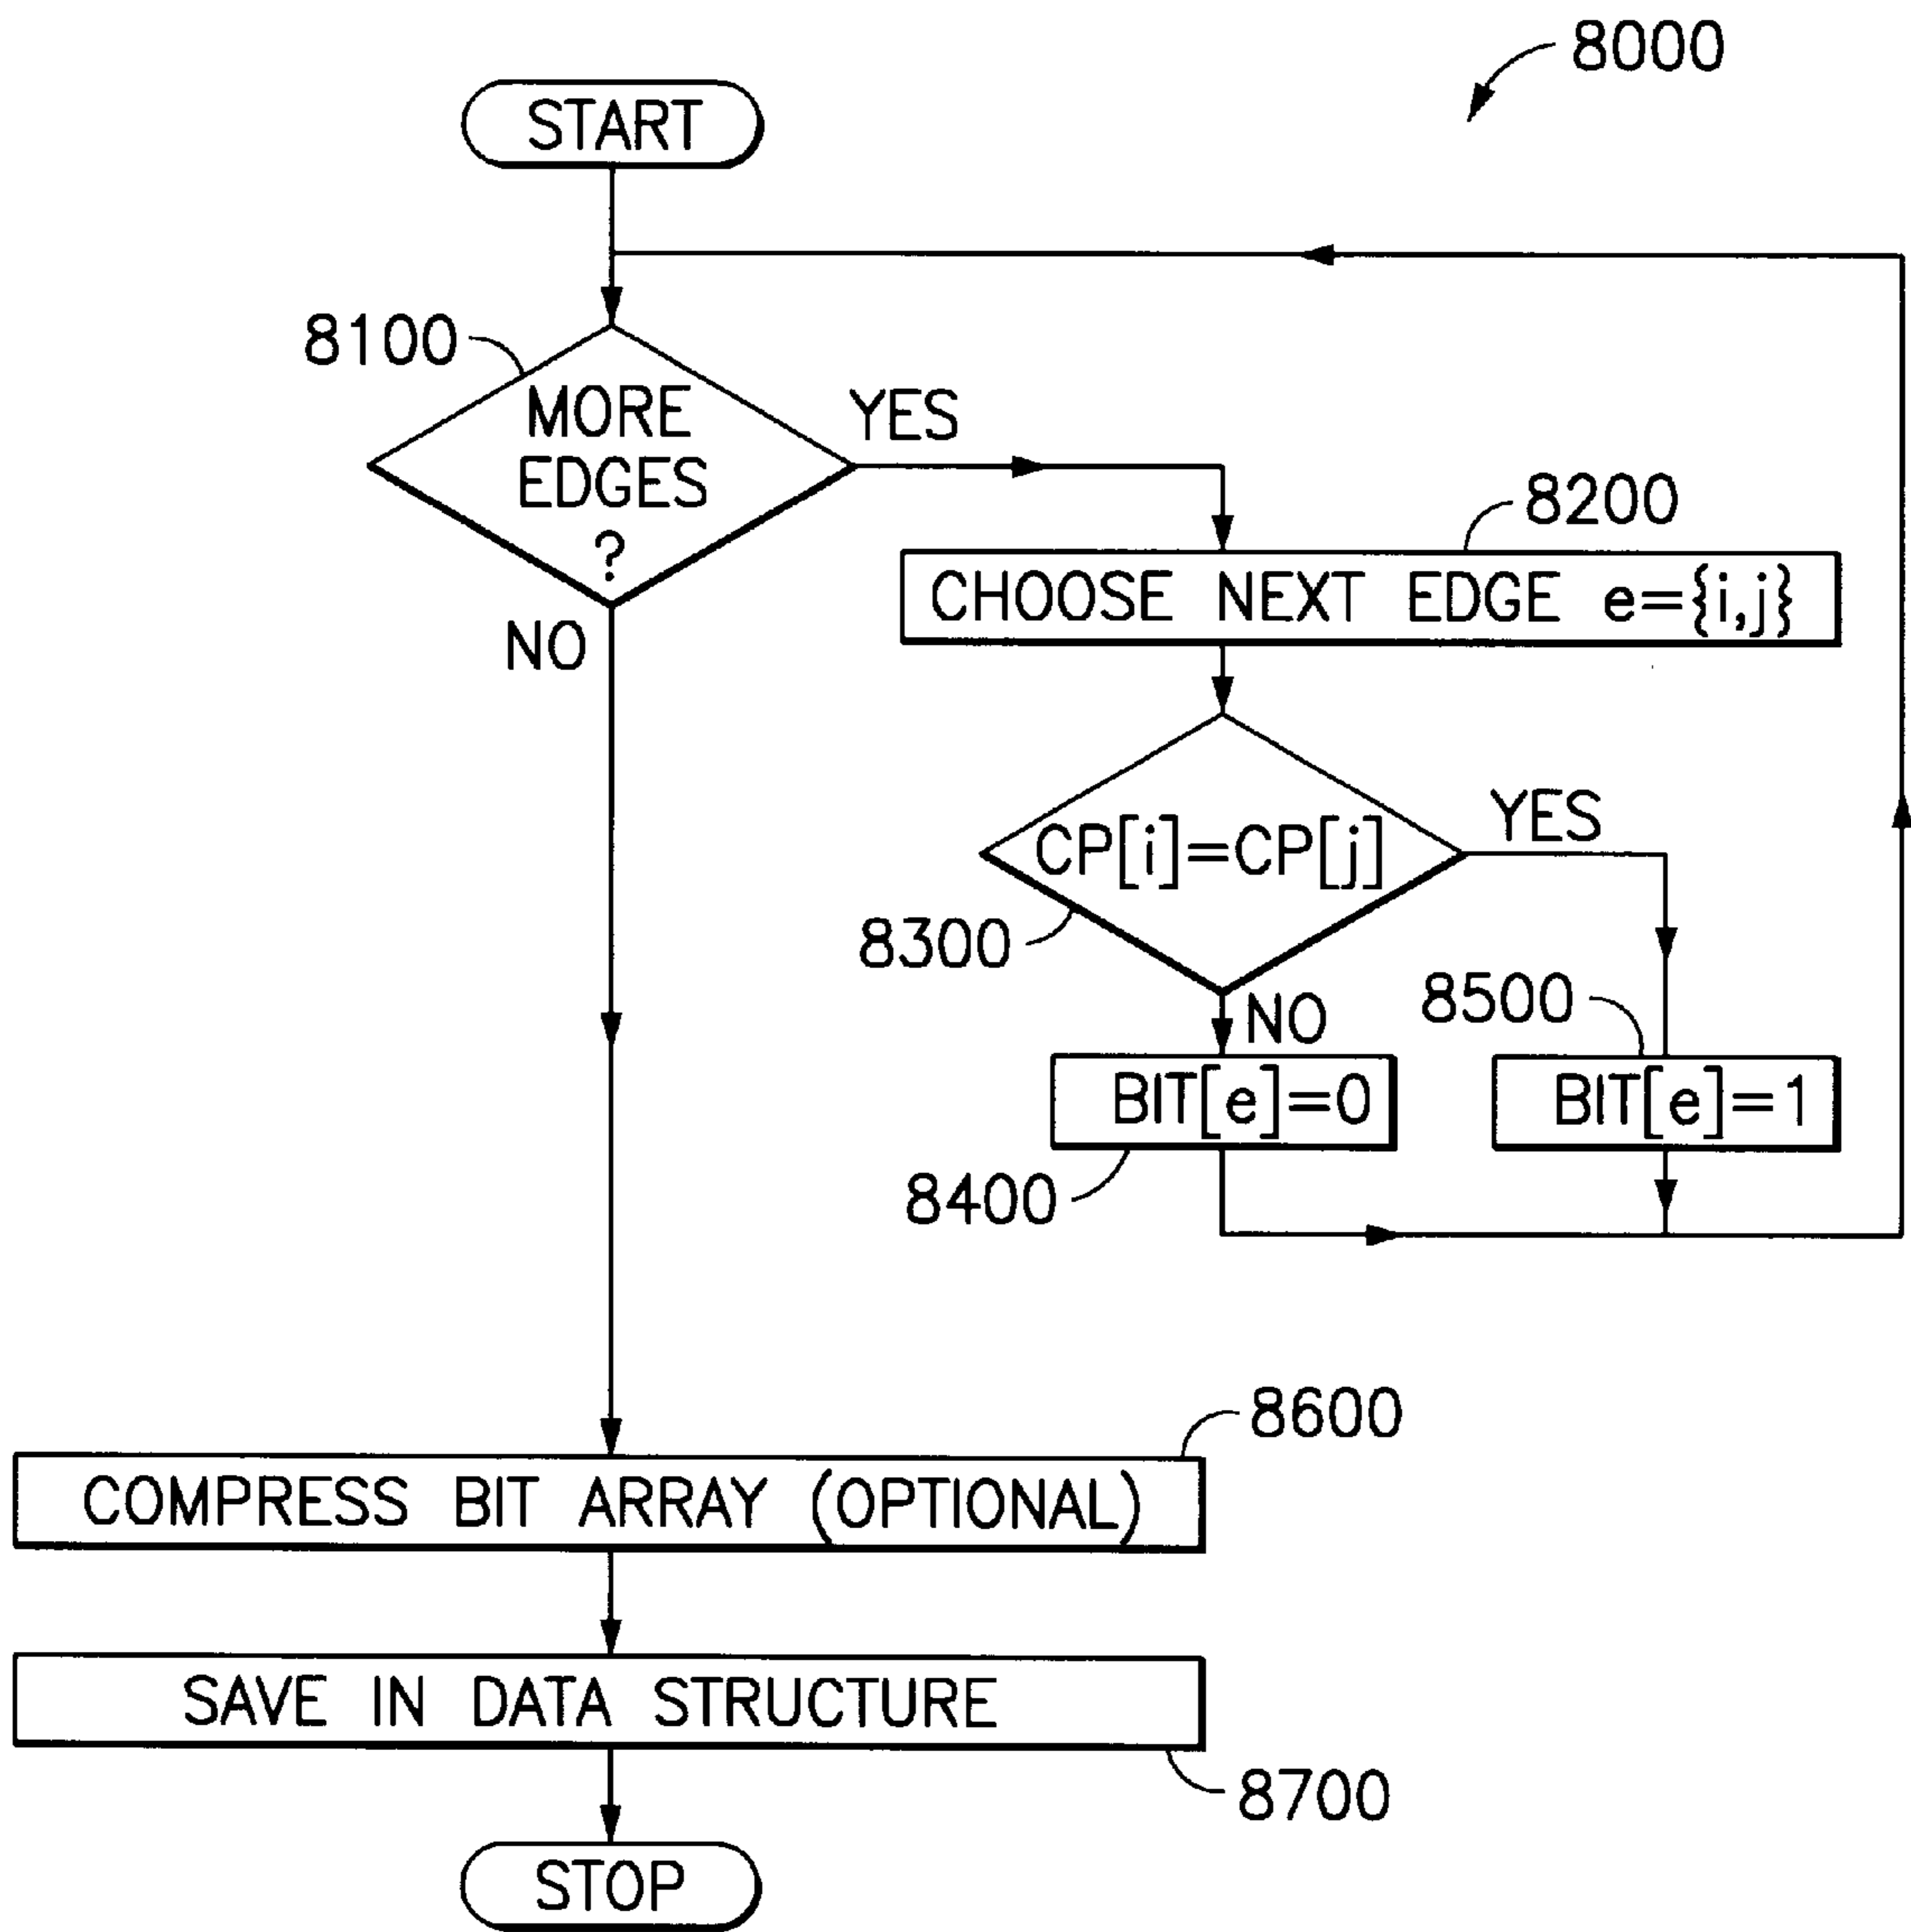 8000
START
8100
MORE
EDGES
?
YES
NO
8200
CHOOSE NEXT EDGE e={i,j}
CP[i]=CP[j]
YES
8300
NO
8500
BIT[e]=0
BIT[e]=1
8400
8600
COMPRESS BIT ARRAY (OPTIONAL)
SAVE IN DATA STRUCTURE
8700
STOP